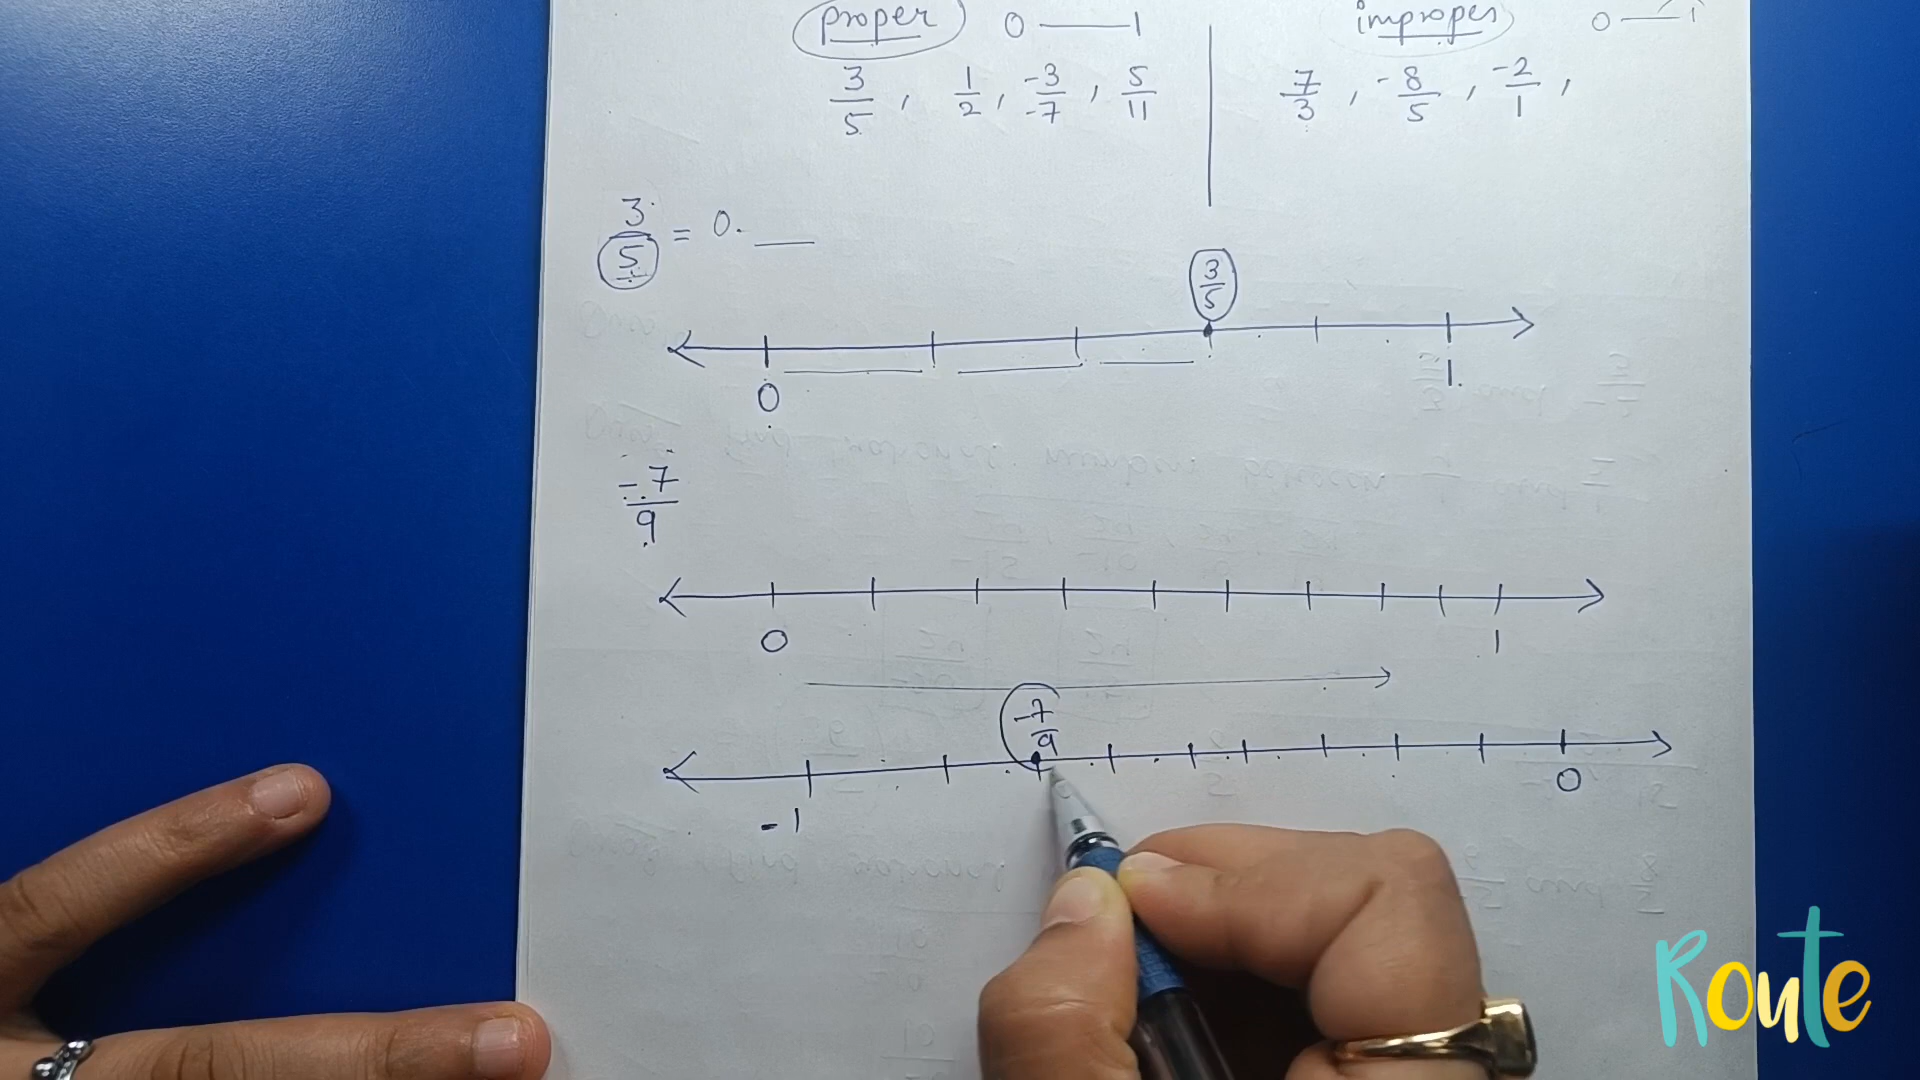 proper 0 — 1 improper 0 — 1
3/5, 1/2, -3/-7, 5/11 7/3, -8/5, -2/1,
3/5 = 0. __
3/5
0 1.
-7/9
0 1
-7/9
-1 0
Route